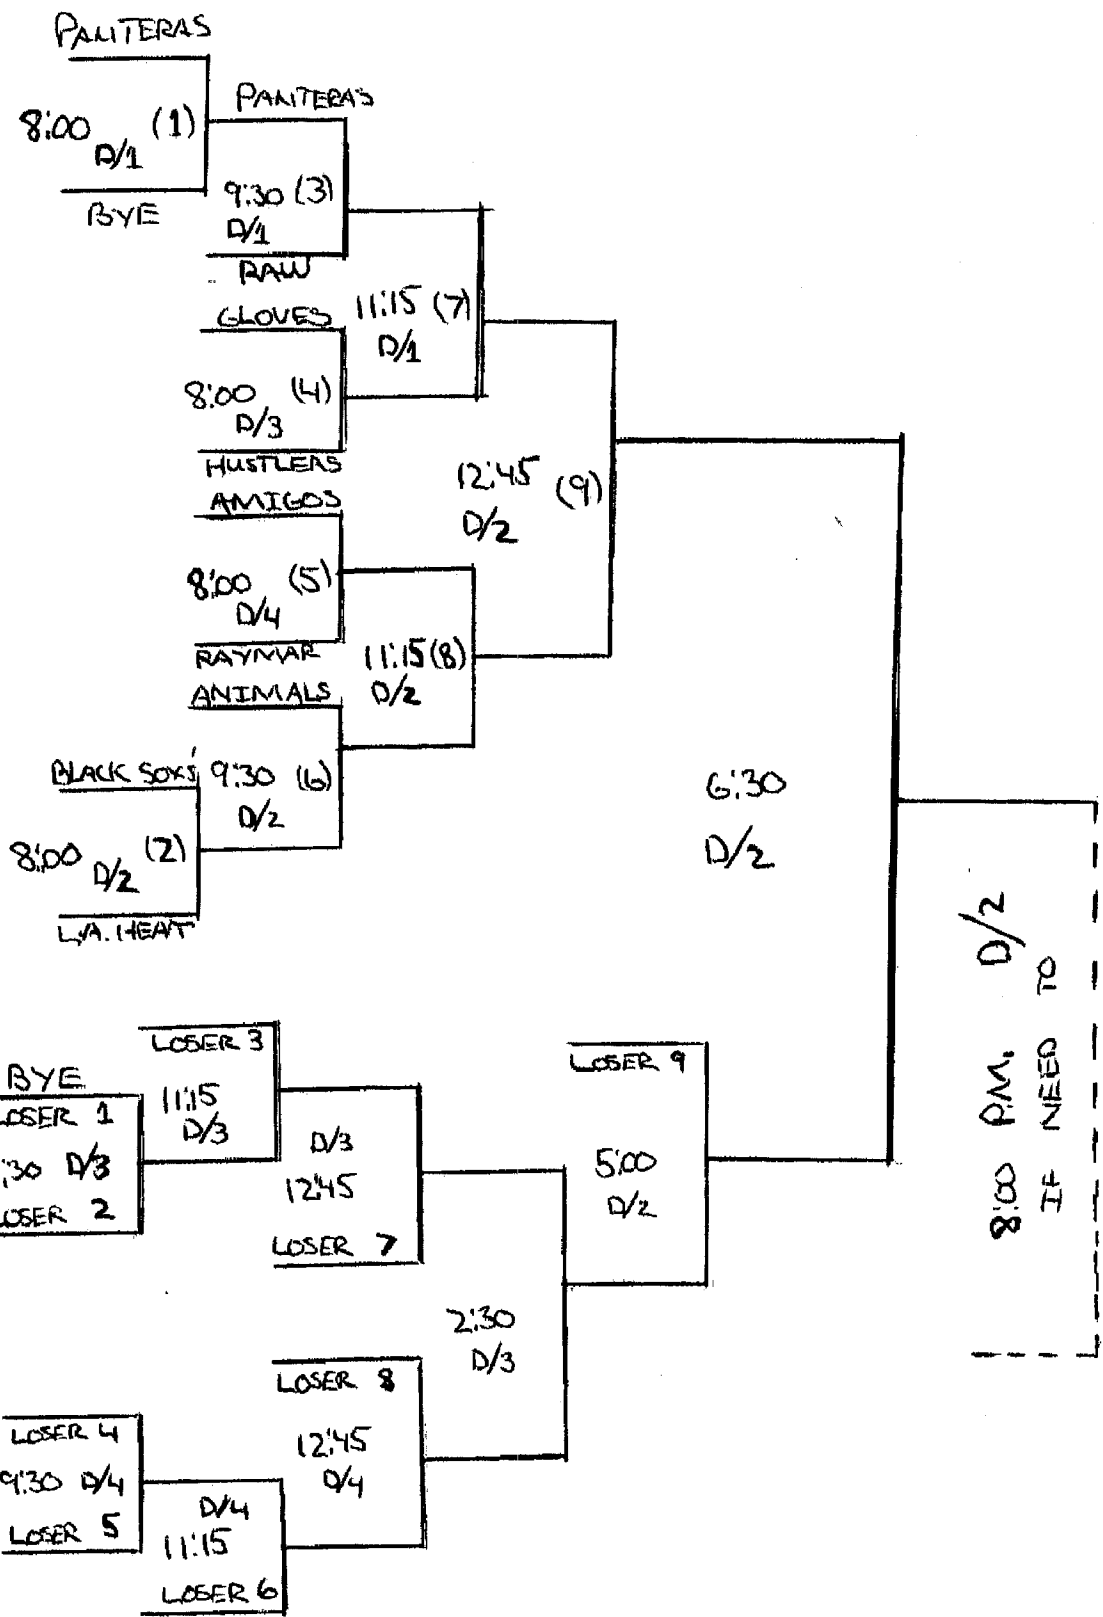 PANTERAS
8:00 (1)
D/1
BYE
PANTERAS
9:30 (3)
D/1
RAW
GLOVES
8:00 (4)
D/3
HUSTLERS
11:15 (7)
D/1
AMIGOS
8:00 (5)
D/4
RAYMAR
ANIMALS
9:30 (6)
D/2
BLACK SOXS
8:00 (2)
D/2
L.A. HEAT
11:15 (8)
D/2
12:45 (9)
D/2
6:30
D/2
8:00 P.M. D/2
IF NEED TO
BYE
LOSER 1
:30 D/3
LOSER 2
LOSER 3
11:15
D/3
D/3
12:45
LOSER 7
LOSER 9
5:00
D/2
2:30
D/3
LOSER 8
12:45
D/4
LOSER 4
9:30 D/4
LOSER 5
D/4
11:15
LOSER 6